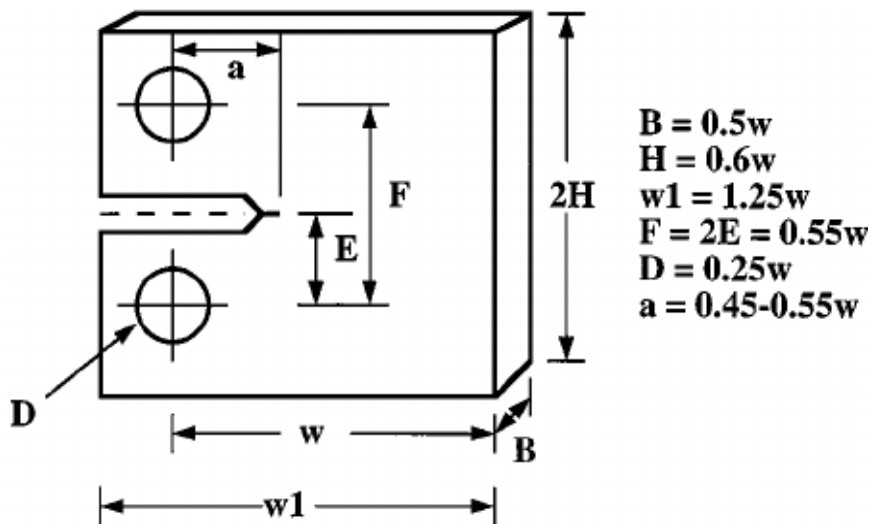 a
F
E
2H
D
w
B
w1
B = 0.5w
H = 0.6w
w1 = 1.25w
F = 2E = 0.55w
D = 0.25w
a = 0.45-0.55w